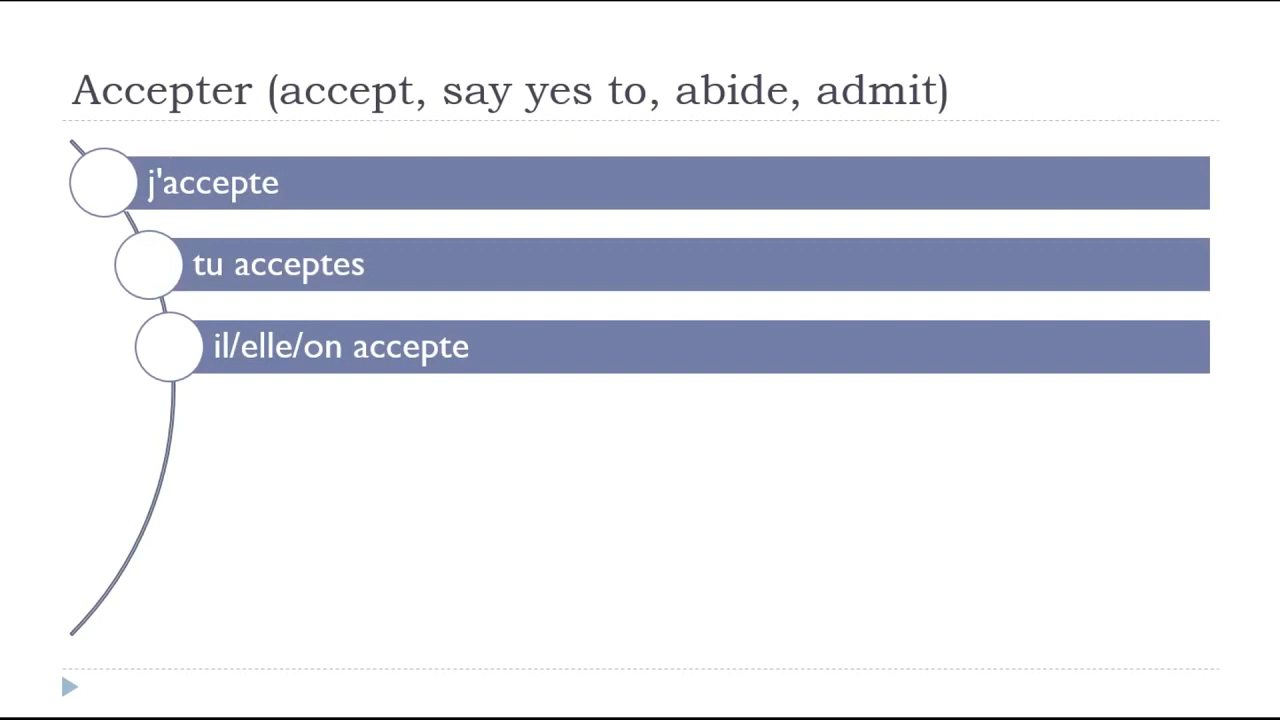 Accepter (accept, say yes to, abide, admit)
j'accepte
tu acceptes
il/elle/on accepte